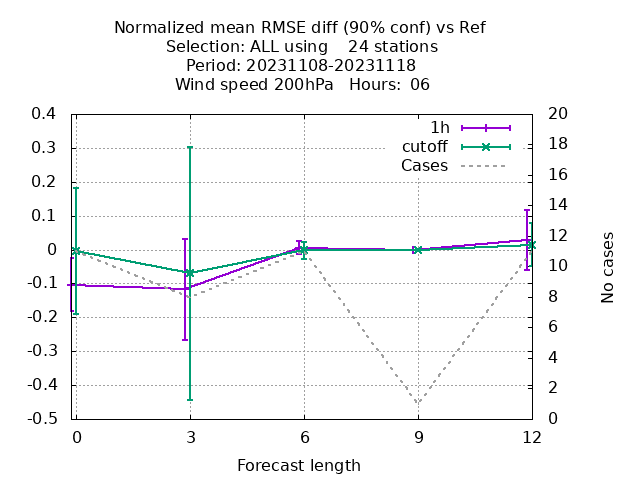 Normalized mean RMSE diff (90% conf) vs Ref
Selection: ALL using    24 stations
Period: 20231108-20231118
Wind speed 200hPa   Hours:  06
1h
cutoff
Cases
0.4
0.3
0.2
0.1
0
-0.1
-0.2
-0.3
-0.4
-0.5
20
18
16
14
12
10
8
6
4
2
0
No cases
0 3 6 9 12
Forecast length